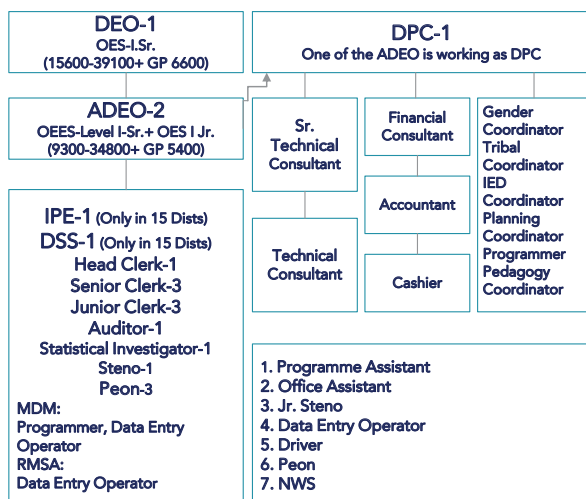 DEO-1
OES-I.Sr.
(15600-39100+ GP 6600)
DPC-1
One of the ADEO is working as DPC
ADEO-2
OEES-Level I-Sr.+ OES I Jr.
(9300-34800+ GP 5400)
IPE-1 (Only in 15 Dists)
DSS-1 (Only in 15 Dists)
Head Clerk-1
Senior Clerk-3
Junior Clerk-3
Auditor-1
Statistical Investigator-1
Steno-1
Peon-3
MDM:
Programmer, Data Entry
Operator
RMSA:
Data Entry Operator
Sr.
Technical
Consultant
Technical
Consultant
Financial
Consultant
Accountant
Cashier
Gender
Coordinator
Tribal
Coordinator
IED
Coordinator
Planning
Coordinator
Programmer
Pedagogy
Coordinator
1. Programme Assistant
2. Office Assistant
3. Jr. Steno
4. Data Entry Operator
5. Driver
6. Peon
7. NWS